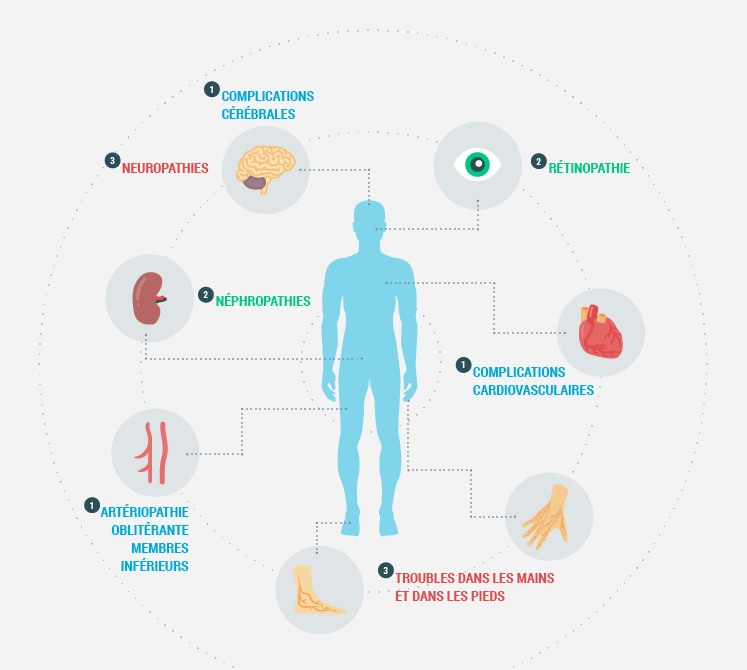 1
COMPLICATIONS
CÉRÉBRALES
3
NEUROPATHIES
2
RÉTINOPATHIE
2
NÉPHROPATHIES
1
COMPLICATIONS
CARDIOVASCULAIRES
1
ARTÉRIOPATHIE
OBLITÉRANTE
MEMBRES
INFÉRIEURS
3
TROUBLES DANS LES MAINS
ET DANS LES PIEDS